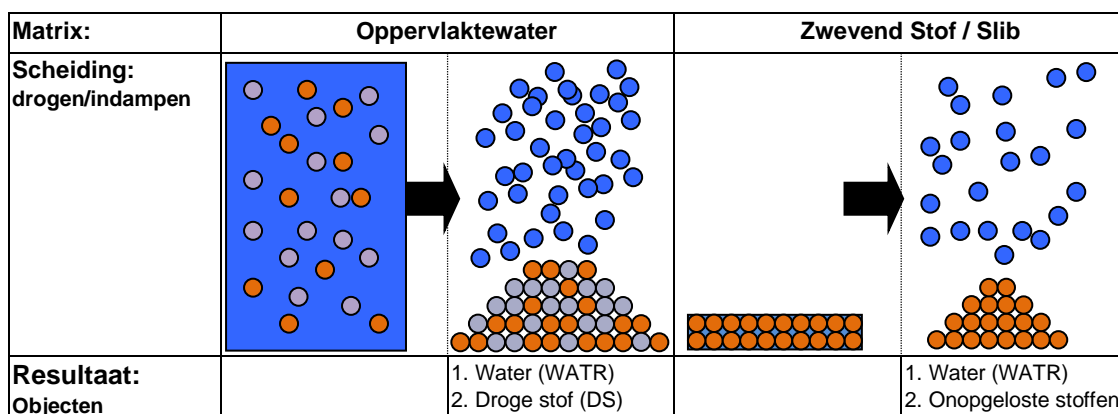 Matrix:
Oppervlaktewater
Zwevend Stof / Slib
Scheiding:
drogen/indampen
Resultaat:
Objecten
1. Water (WATR)
2. Droge stof (DS)
1. Water (WATR)
2. Onopgeloste stoffen